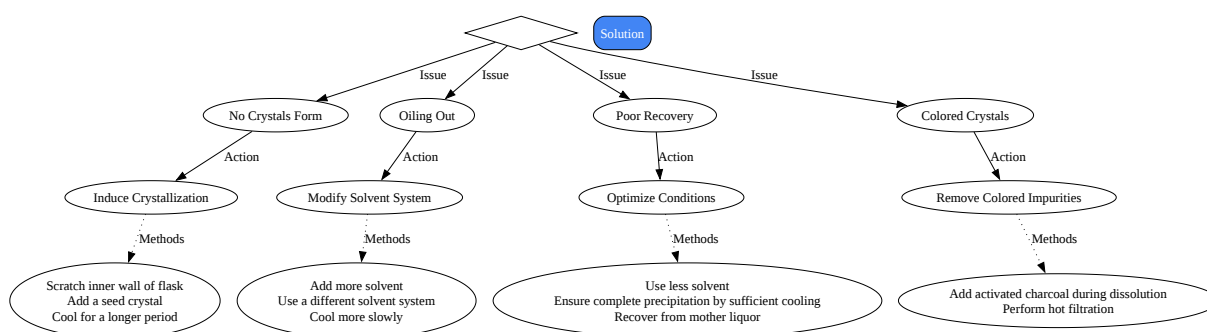 Solution
Issue
Issue
Issue
Issue
No Crystals Form
Oiling Out
Poor Recovery
Colored Crystals
Action
Action
Action
Action
Induce Crystallization
Modify Solvent System
Optimize Conditions
Remove Colored Impurities
Methods
Methods
Methods
Methods
Scratch inner wall of flask
Add a seed crystal
Cool for a longer period
Add more solvent
Use a different solvent system
Cool more slowly
Use less solvent
Ensure complete precipitation by sufficient cooling
Recover from mother liquor
Add activated charcoal during dissolution
Perform hot filtration